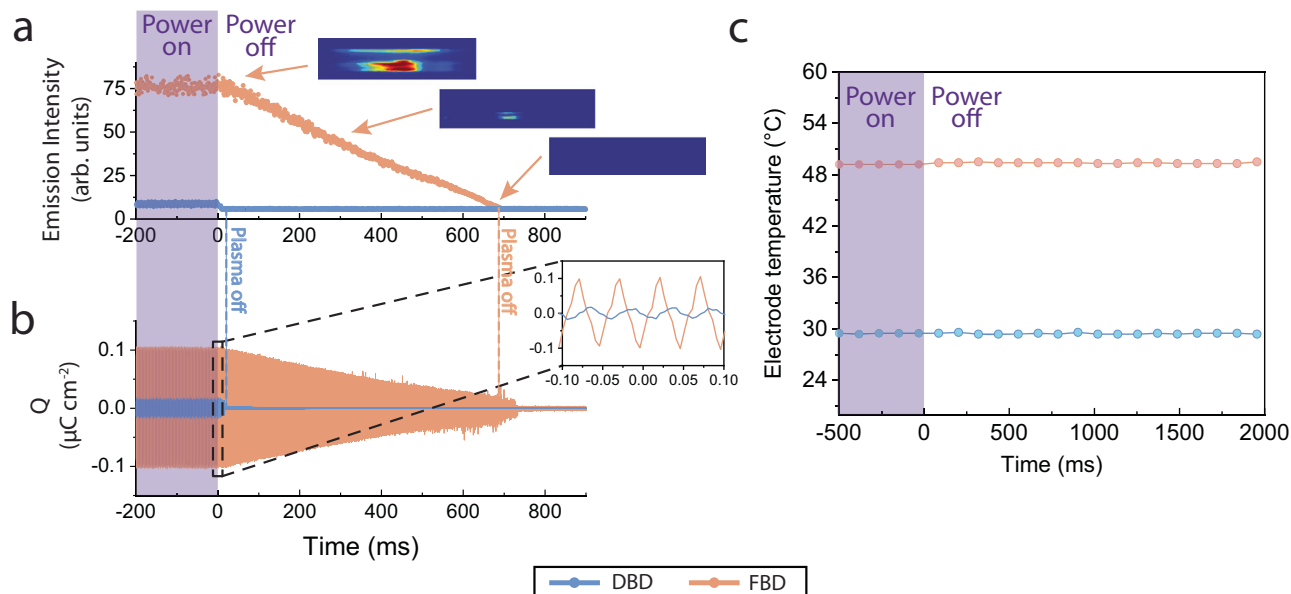 a
Power on
Power off
Emission Intensity
(arb. units)
75
50
25
0
-200 0 200 400 600 800
Plasma off
Plasma off
b
Q
(µC cm⁻²)
0.1
0.0
-0.1
-200 0 200 400 600 800
Time (ms)
0.1
0.0
-0.1
-0.10 -0.05 0.00 0.05 0.10
c
Power on
Power off
Electrode temperature (°C)
60
54
48
42
36
30
24
-500 0 500 1000 1500 2000
Time (ms)
DBD FBD